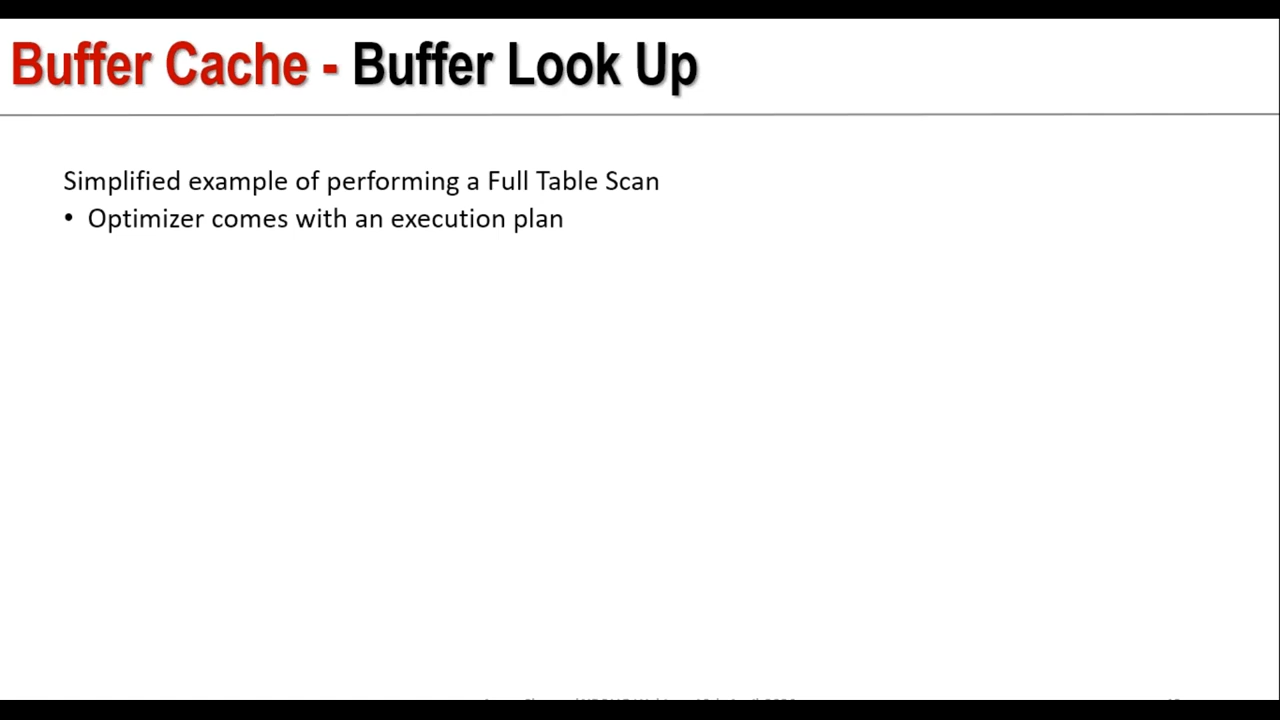 Buffer Cache - Buffer Look Up
Simplified example of performing a Full Table Scan
• Optimizer comes with an execution plan